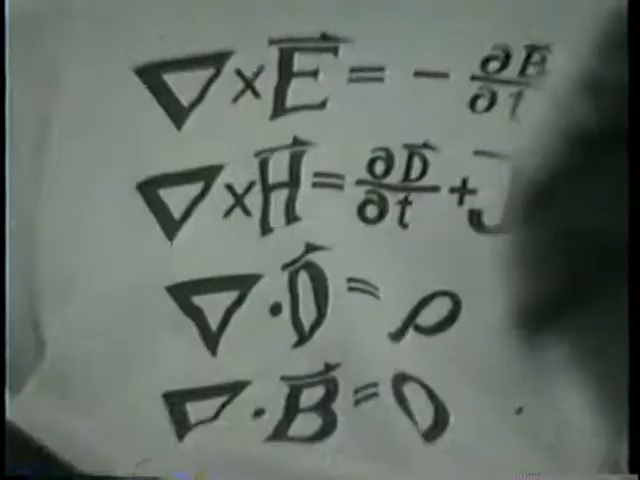 ∇×E⃗ = − ∂B⃗/∂t
∇×H⃗ = ∂D⃗/∂t + J⃗
∇·D⃗ = ρ
∇·B⃗ = 0